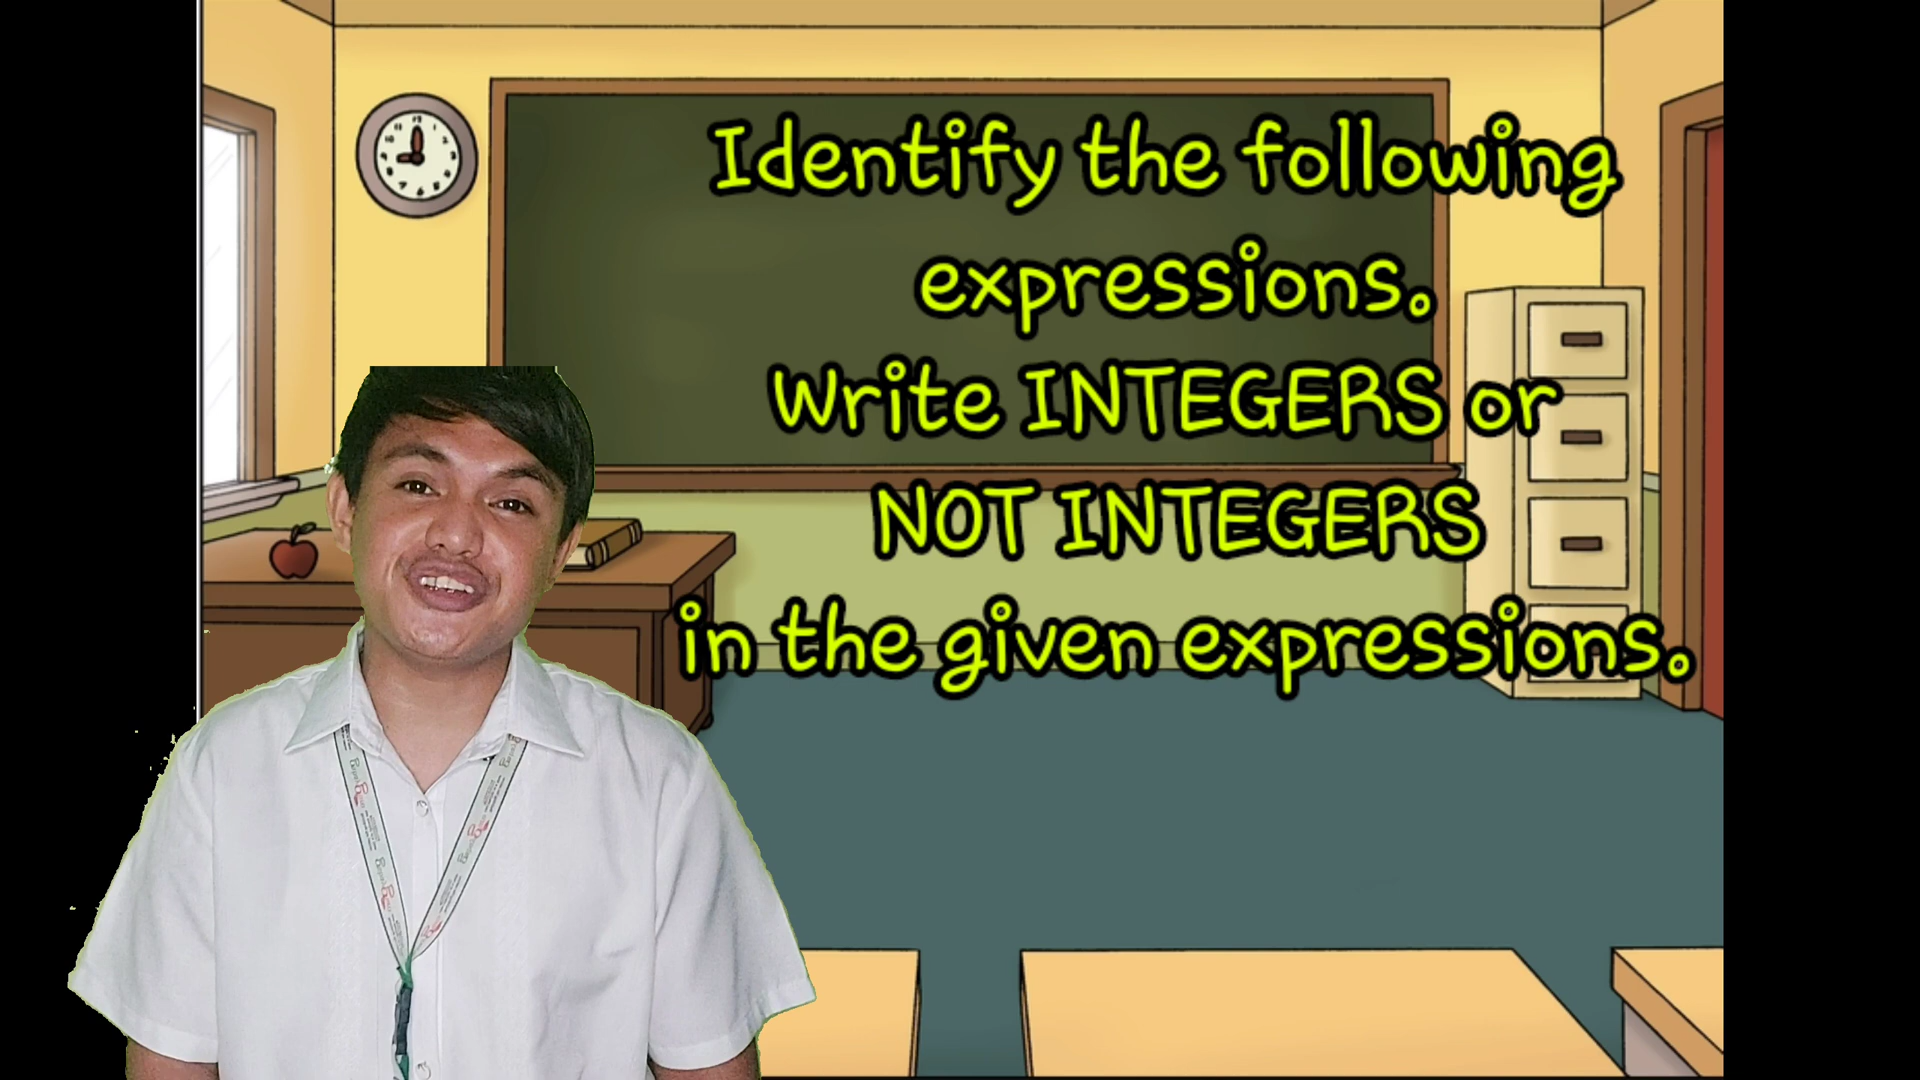 Identify the following
expressions.
Write INTEGERS or
NOT INTEGERS
in the given expressions.